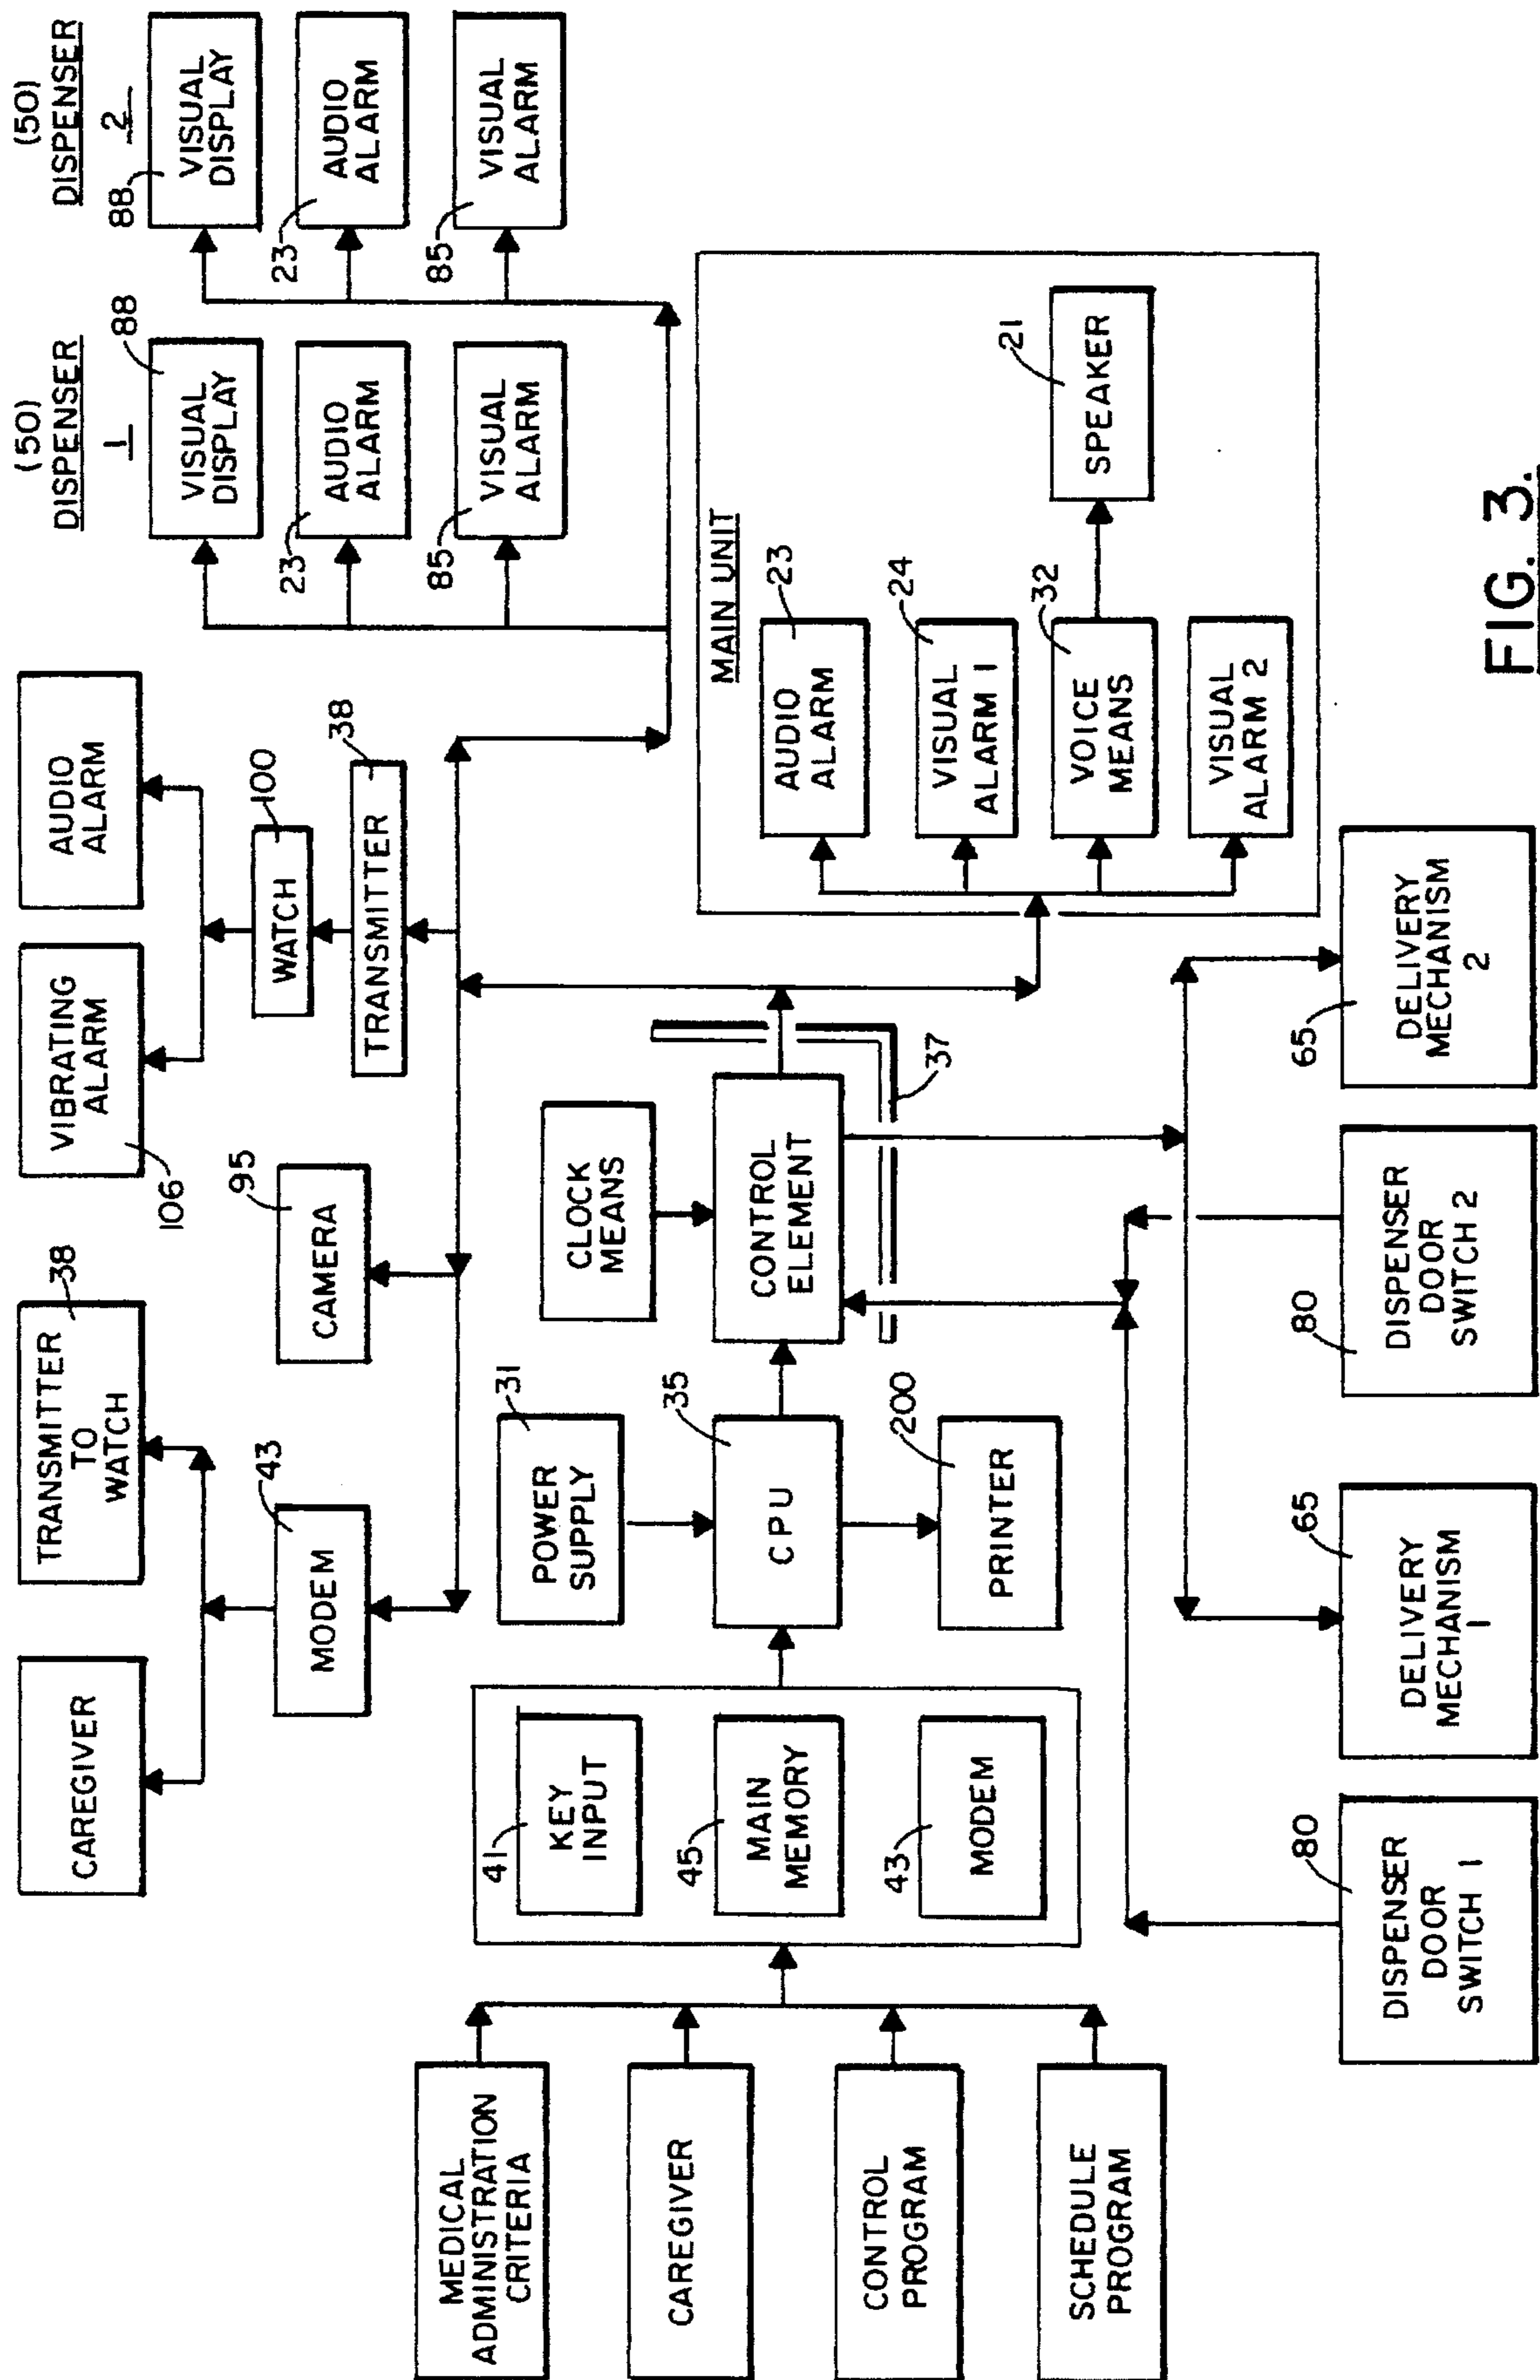 CAREGIVER
TRANSMITTER
TO
WATCH
38
VIBRATING
ALARM
106
AUDIO
ALARM
(50)
DISPENSER
1
(50)
DISPENSER
2
MODEM
43
CAMERA
95
WATCH
100
TRANSMITTER
38
VISUAL
DISPLAY
88
AUDIO
ALARM
23
VISUAL
ALARM
85
VISUAL
DISPLAY
88
AUDIO
ALARM
23
VISUAL
ALARM
85
MEDICAL
ADMINISTRATION
CRITERIA
CAREGIVER
CONTROL
PROGRAM
SCHEDULE
PROGRAM
41
KEY
INPUT
45
MAIN
MEMORY
43
MODEM
POWER
SUPPLY
31
CPU
35
PRINTER
200
CLOCK
MEANS
CONTROL
ELEMENT
37
MAIN UNIT
AUDIO
ALARM
23
VISUAL
ALARM 1
24
VOICE
MEANS
32
VISUAL
ALARM 2
SPEAKER
21
DISPENSER
DOOR
SWITCH 1
80
DELIVERY
MECHANISM
1
65
DISPENSER
DOOR
SWITCH 2
80
DELIVERY
MECHANISM
2
65
FIG. 3.